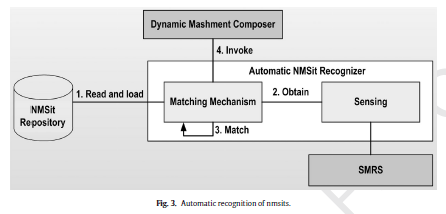 Dynamic Mashment Composer
4. Invoke
Automatic NMSit Recognizer
1. Read and load
Matching Mechanism
2. Obtain
Sensing
NMSit
Repository
3. Match
SMRS
Fig. 3. Automatic recognition of nmsits.